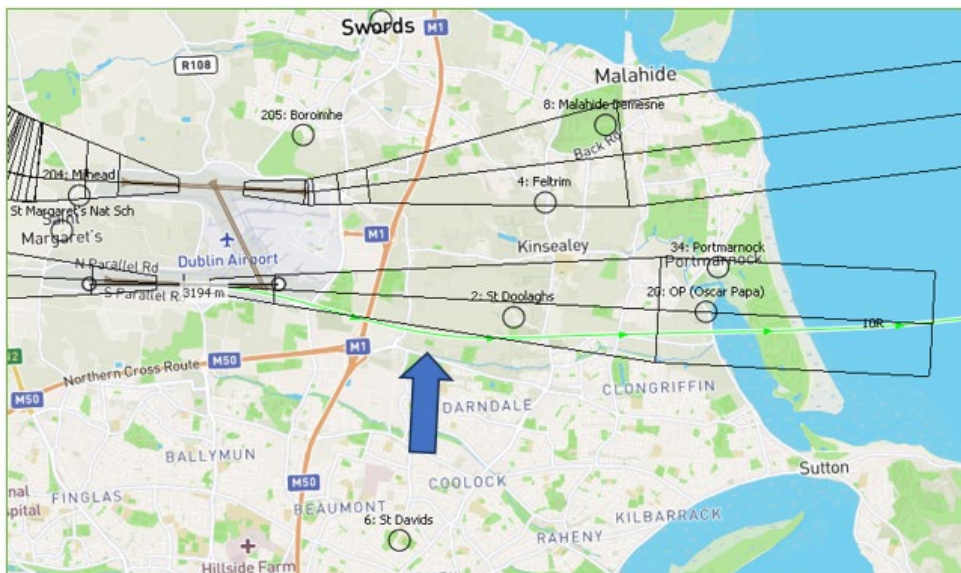 Swords
M1
R108
Malahide
8: Malahide Demesne
205: Boroimhe
Back Rd
204: Milhead
4: Feltrim
St Margaret's Nat Sch
Saint
Margaret's
M1
Kinsealey
34: Portmarnock
Portmarnock
Dublin Airport
N Parallel Rd
S Parallel R
3194 m
2: St Doolaghs
20: OP (Oscar Papa)
10R
M1
M50
N2
Northern Cross Route
M50
CLONGRIFFIN
DARNDALE
BALLYMUN
Sutton
M50
COOLOCK
FINGLAS
BEAUMONT
KILBARRACK
6: St Davids
RAHENY
Hillside Farm